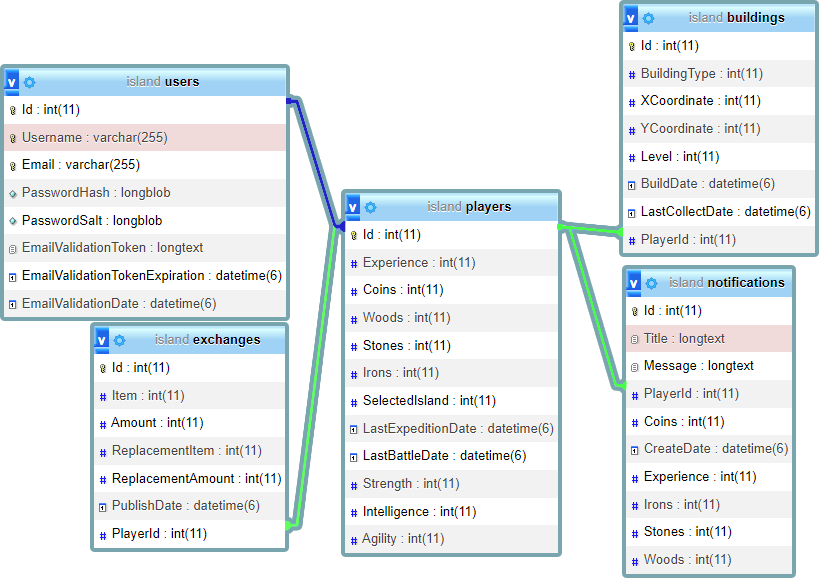 island users
Id : int(11)
Username : varchar(255)
Email : varchar(255)
PasswordHash : longblob
PasswordSalt : longblob
EmailValidationToken : longtext
EmailValidationTokenExpiration : datetime(6)
EmailValidationDate : datetime(6)
island exchanges
Id : int(11)
Item : int(11)
Amount : int(11)
ReplacementItem : int(11)
ReplacementAmount : int(11)
PublishDate : datetime(6)
PlayerId : int(11)
island players
Id : int(11)
Experience : int(11)
Coins : int(11)
Woods : int(11)
Stones : int(11)
Irons : int(11)
SelectedIsland : int(11)
LastExpeditionDate : datetime(6)
LastBattleDate : datetime(6)
Strength : int(11)
Intelligence : int(11)
Agility : int(11)
island buildings
Id : int(11)
BuildingType : int(11)
XCoordinate : int(11)
YCoordinate : int(11)
Level : int(11)
BuildDate : datetime(6)
LastCollectDate : datetime(6)
PlayerId : int(11)
island notifications
Id : int(11)
Title : longtext
Message : longtext
PlayerId : int(11)
Coins : int(11)
CreateDate : datetime(6)
Experience : int(11)
Irons : int(11)
Stones : int(11)
Woods : int(11)